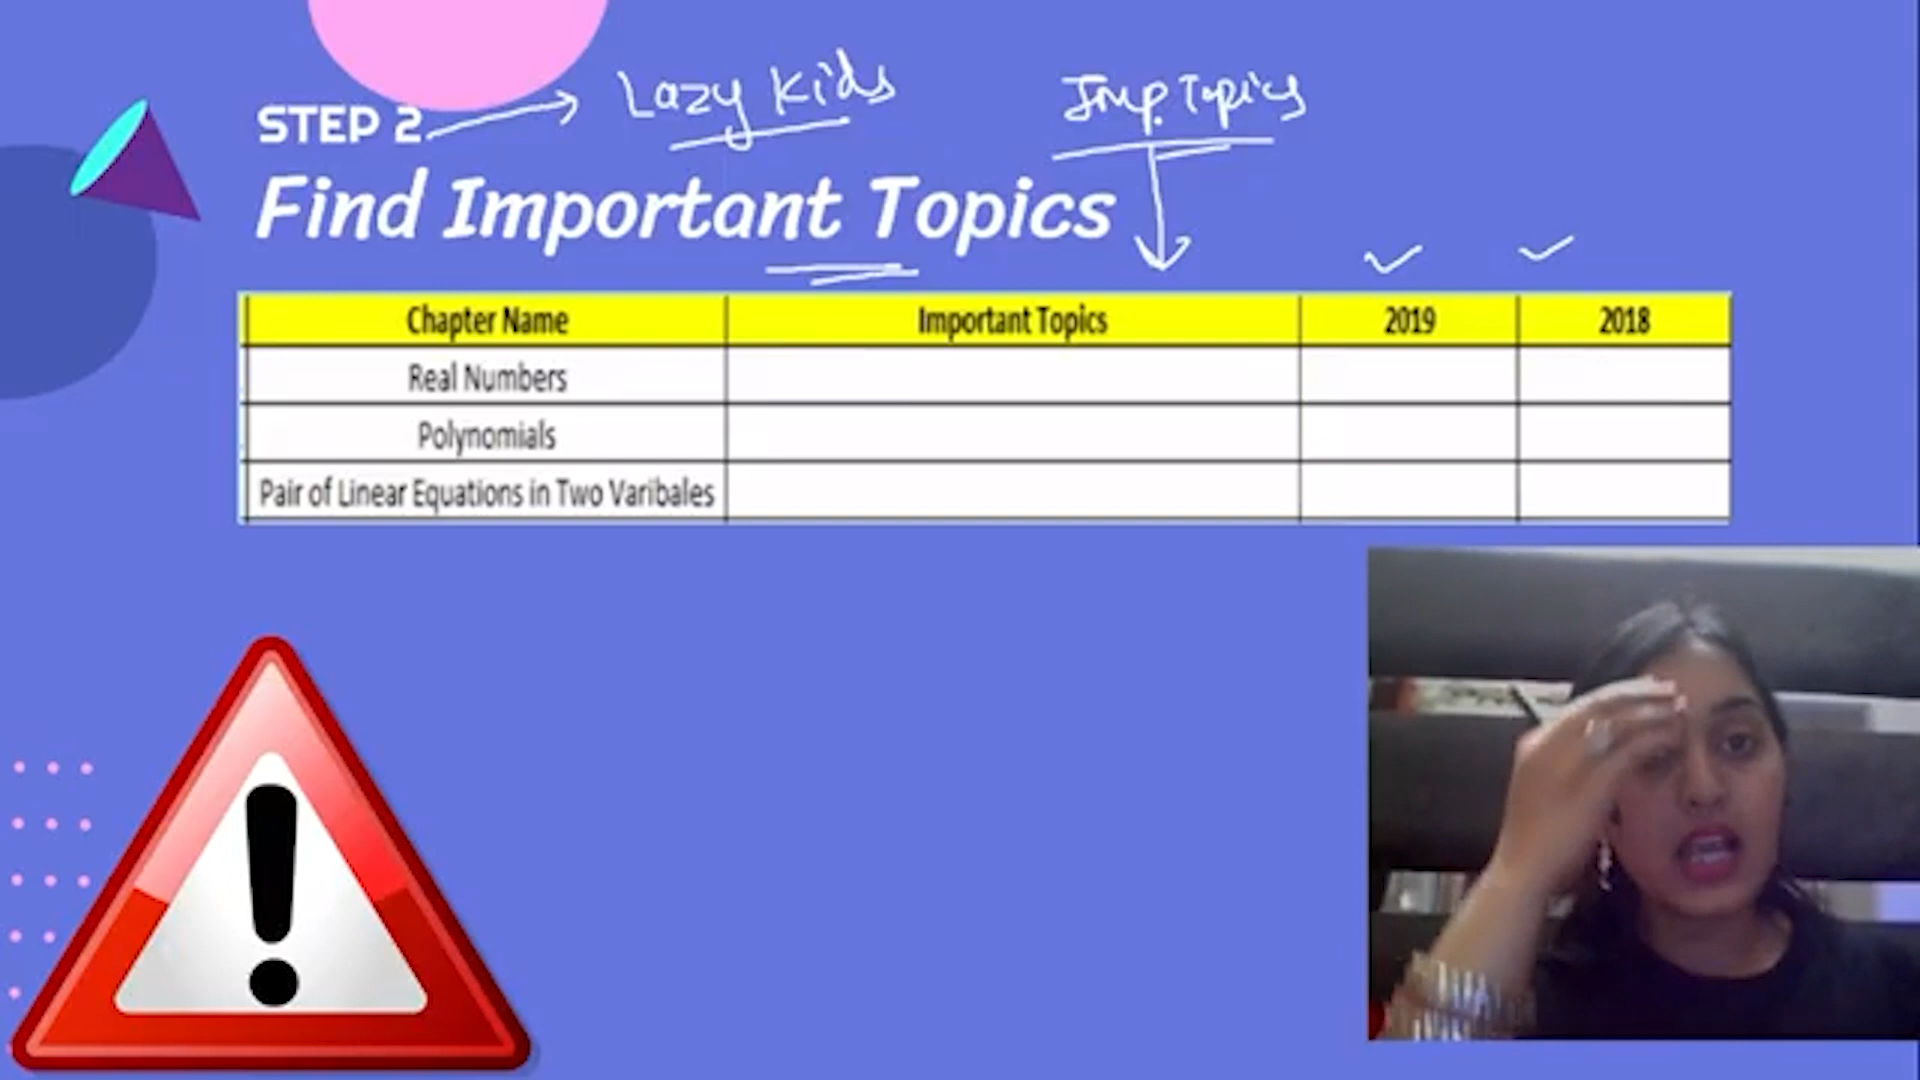 STEP 2 Lazy Kids Imp. Topics
Find Important Topics
Chapter Name Important Topics 2019 2018
Real Numbers
Polynomials
Pair of Linear Equations in Two Varibales